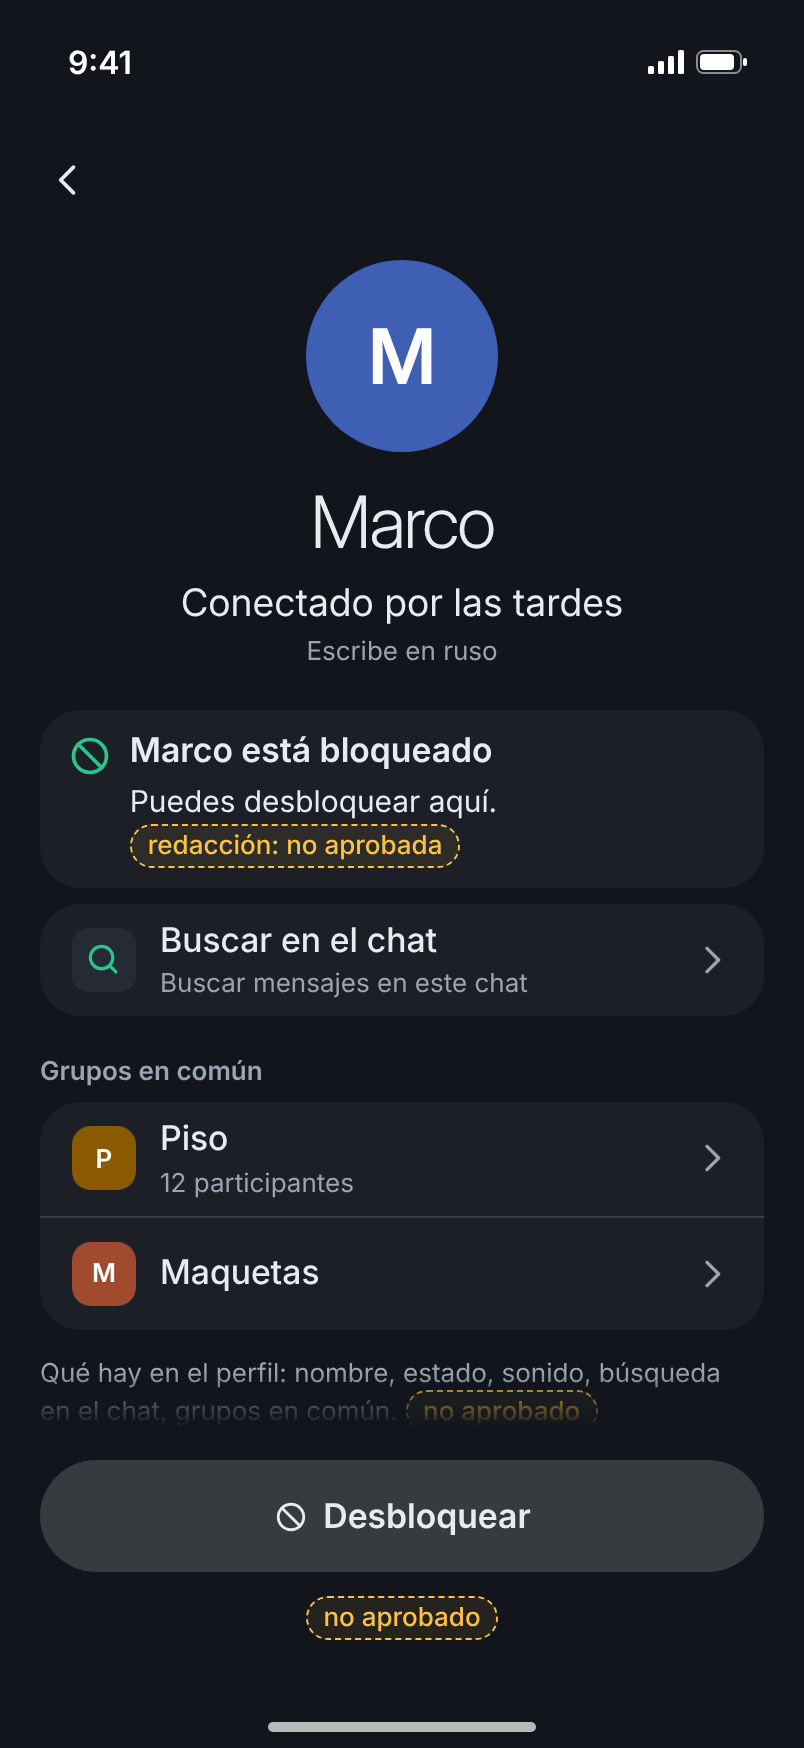 9:41
M
Marco
Conectado por las tardes
Escribe en ruso
Marco está bloqueado
Puedes desbloquear aquí.
redacción: no aprobada
Buscar en el chat
Buscar mensajes en este chat
Grupos en común
P
Piso
12 participantes
M
Maquetas
Qué hay en el perfil: nombre, estado, sonido, búsqueda
en el chat, grupos en común. no aprobado
Desbloquear
no aprobado